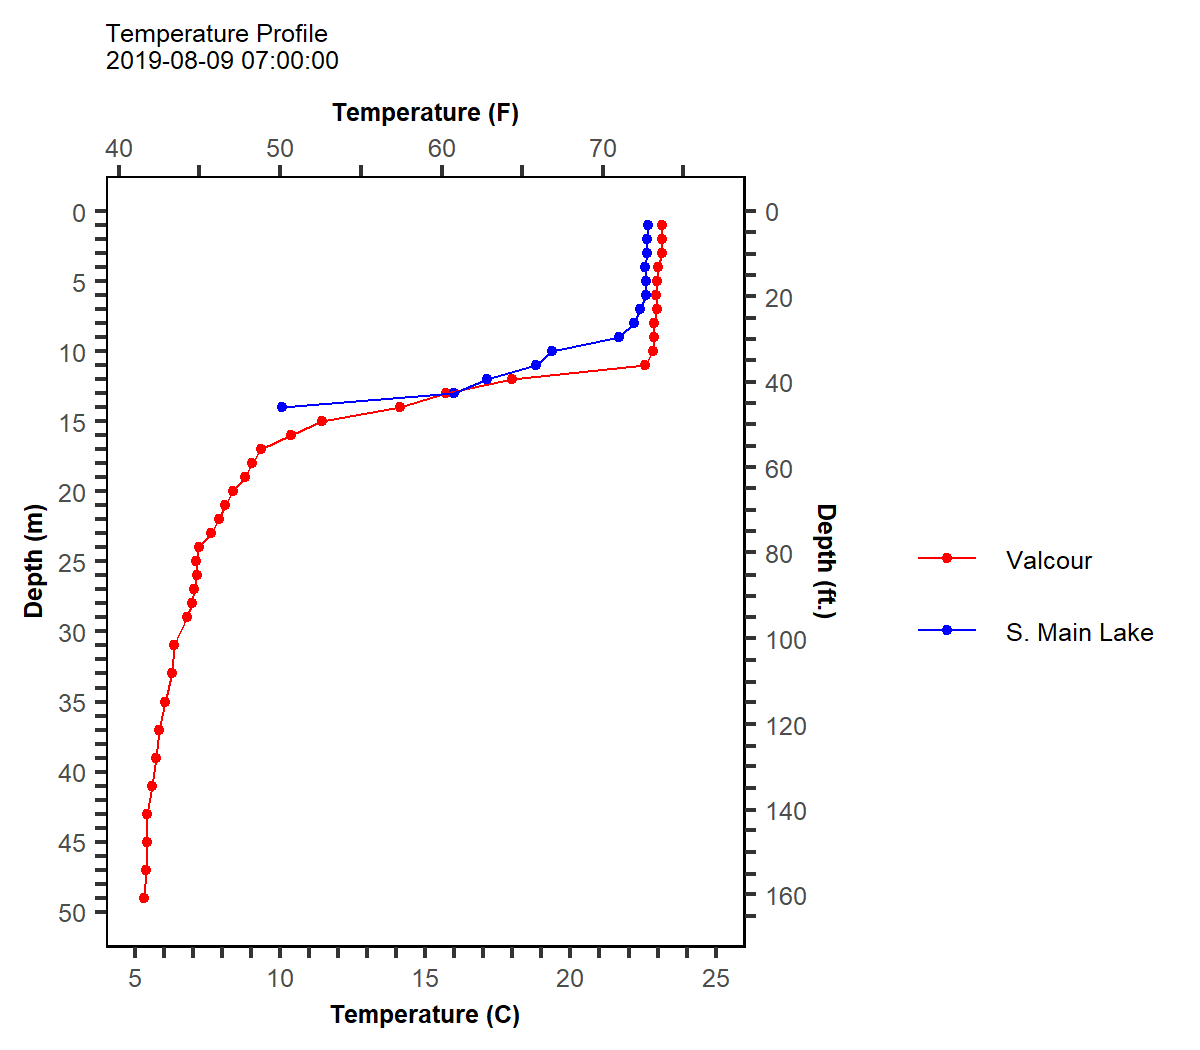 Temperature Profile
2019-08-09 07:00:00
Temperature (F)
40 50 60 70
0
5
10
15
20
25
30
35
40
45
50
Depth (m)
0
20
40
60
80
100
120
140
160
Depth (ft.)
Valcour
S. Main Lake
5 10 15 20 25
Temperature (C)